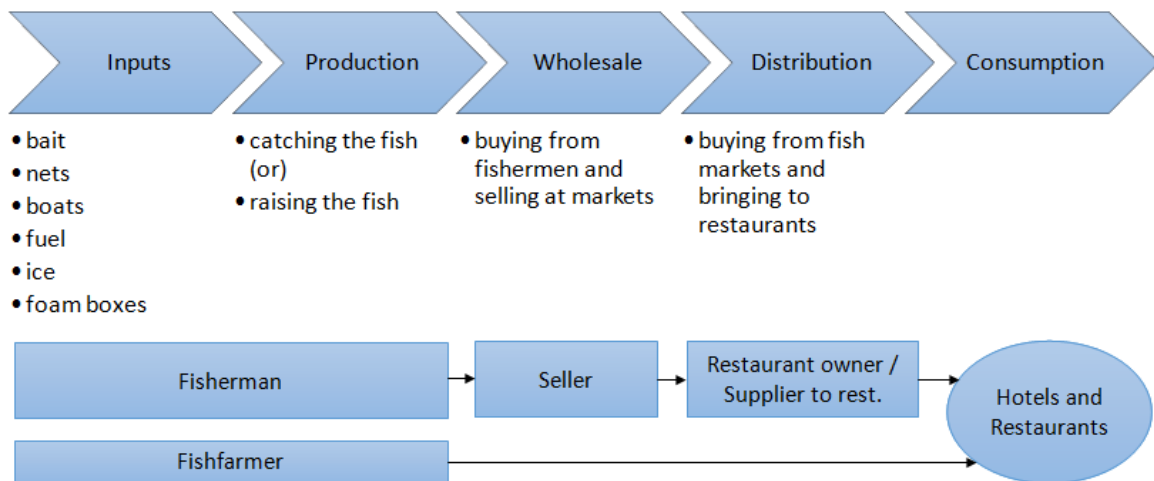 Inputs
Production
Wholesale
Distribution
Consumption
• bait
• nets
• boats
• fuel
• ice
• foam boxes
• catching the fish
(or)
• raising the fish
• buying from
fishermen and
selling at markets
• buying from fish
markets and
bringing to
restaurants
Fisherman
Seller
Restaurant owner /
Supplier to rest.
Hotels and
Restaurants
Fishfarmer